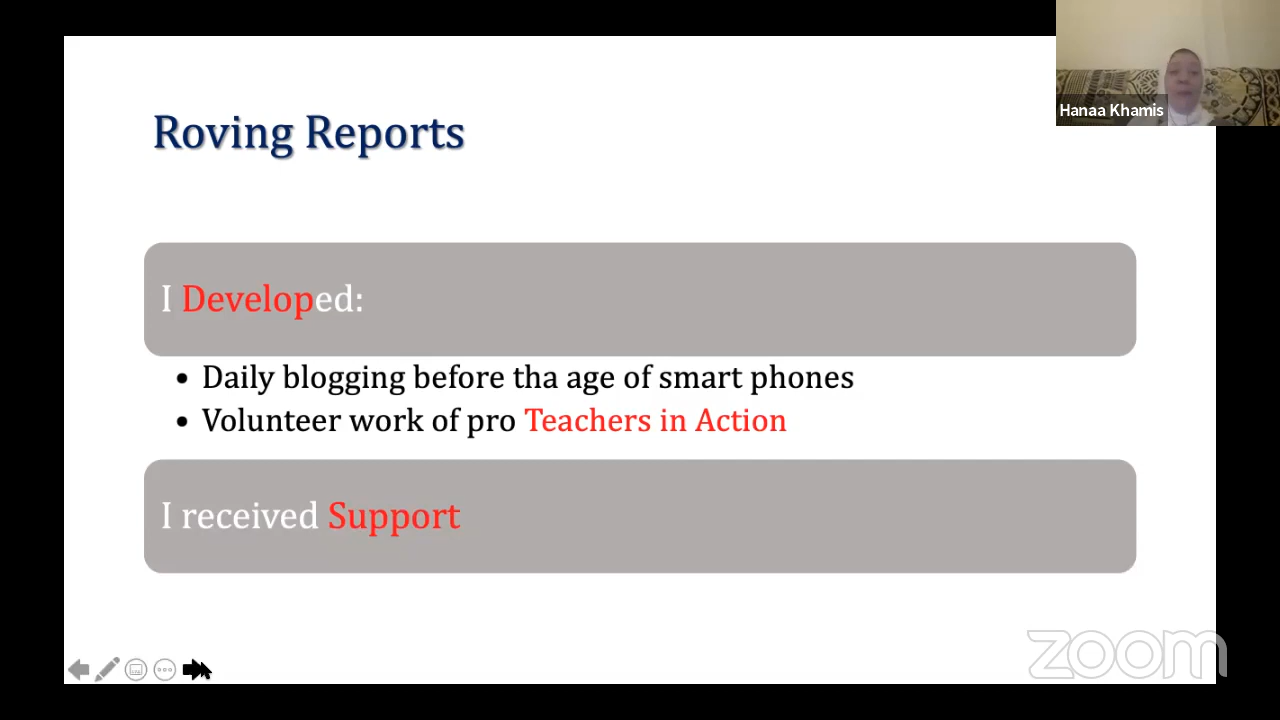 Hanaa Khamis
Roving Reports
I Developed:
• Daily blogging before tha age of smart phones
• Volunteer work of pro Teachers in Action
I received Support
zoom